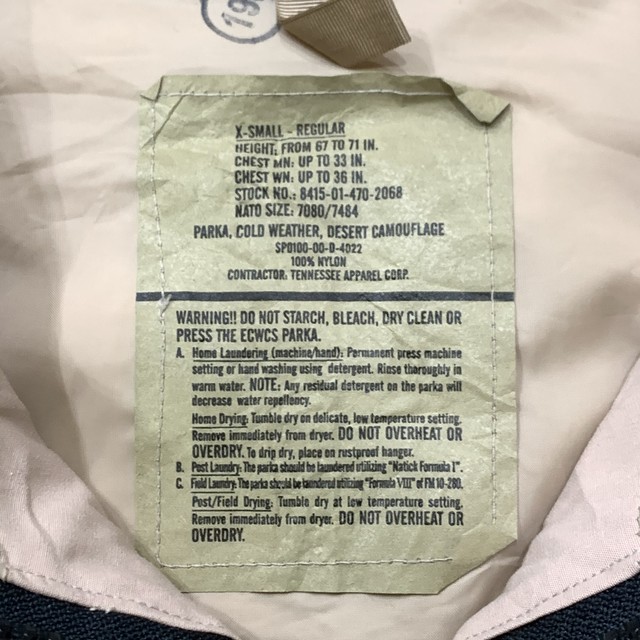 19
X-SMALL - REGULAR
HEIGHT: FROM 67 TO 71 IN.
CHEST MN: UP TO 33 IN.
CHEST WN: UP TO 36 IN.
STOCK NO.: 8415-01-470-2068
NATO SIZE: 7080/7484
PARKA, COLD WEATHER, DESERT CAMOUFLAGE
SPO100-00-D-4022
100% NYLON
CONTRACTOR: TENNESSEE APPAREL CORP.
WARNING!! DO NOT STARCH, BLEACH, DRY CLEAN OR
PRESS THE ECWCS PARKA.
A. Home Laundering (machine/hand): Permanent press machine
setting or hand washing using detergent. Rinse thoroughly in
warm water. NOTE: Any residual detergent on the parka will
decrease water repellency.
Home Drying: Tumble dry on delicate, low temperature setting.
Remove immediately from dryer. DO NOT OVERHEAT OR
OVERDRY. To drip dry, place on rustproof hanger.
B. Post Laundry: The parka should be laundered utilizing "Natick Formula I".
C. Field Laundry: The parka should be laundered utilizing "Formula VIII" of FM 10-280.
Post/Field Drying: Tumble dry at low temperature setting.
Remove immediately from dryer. DO NOT OVERHEAT OR
OVERDRY.